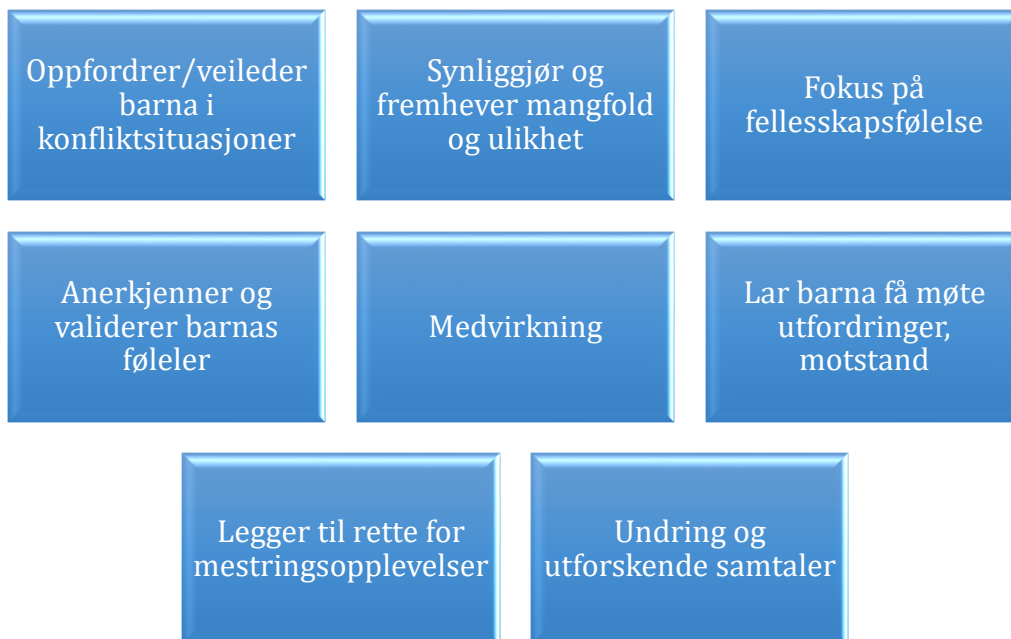 Oppfordrer/veileder
barna i
konfliktsituasjoner
Synliggjør og
fremhever mangfold
og ulikhet
Fokus på
fellesskapsfølelse
Anerkjenner og
validerer barnas
føleler
Medvirkning
Lar barna få møte
utfordringer,
motstand
Legger til rette for
mestringsopplevelser
Undring og
utforskende samtaler